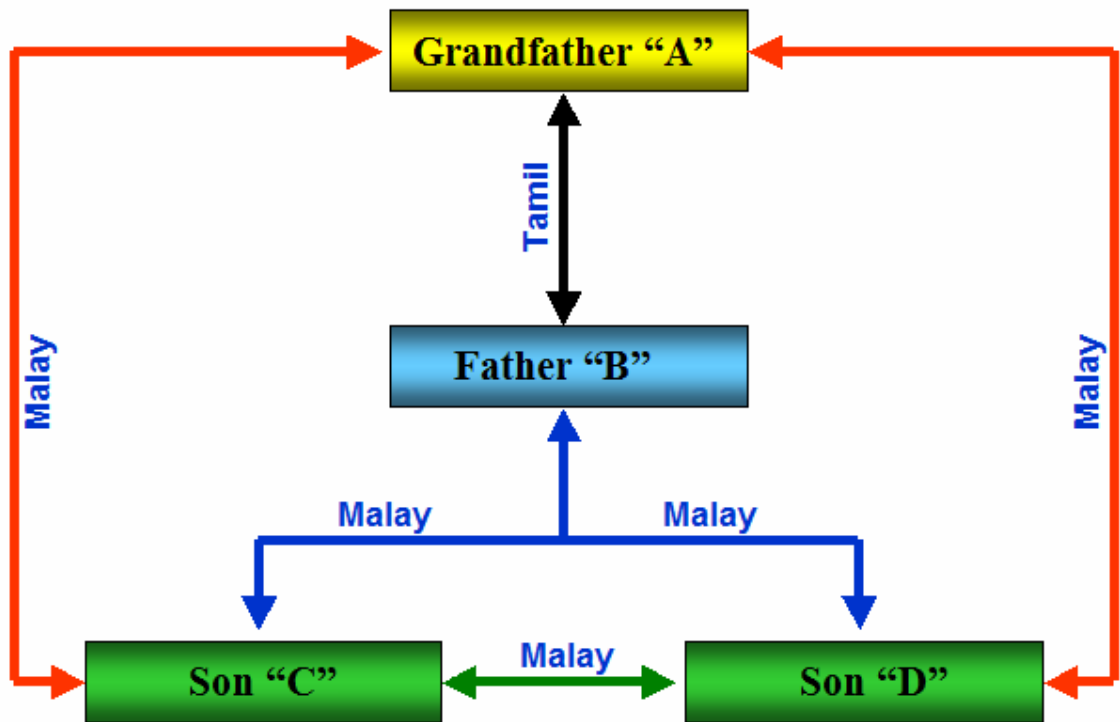 Grandfather “A”
Tamil
Malay
Malay
Father “B”
Malay
Malay
Son “C”
Malay
Son “D”